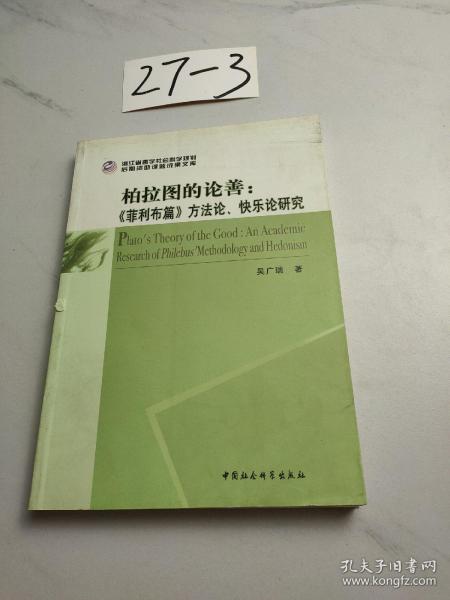 27-3
浙江省哲学社会科学规划
后期资助课题成果文库
柏拉图的论善：
《菲利布篇》方法论、快乐论研究
Plato's Theory of the Good: An Academic
Research of Philebus' Methodology and Hedonism
吴广瑞 著
中国社会科学出版社
孔夫子旧书网
www.kongfz.com